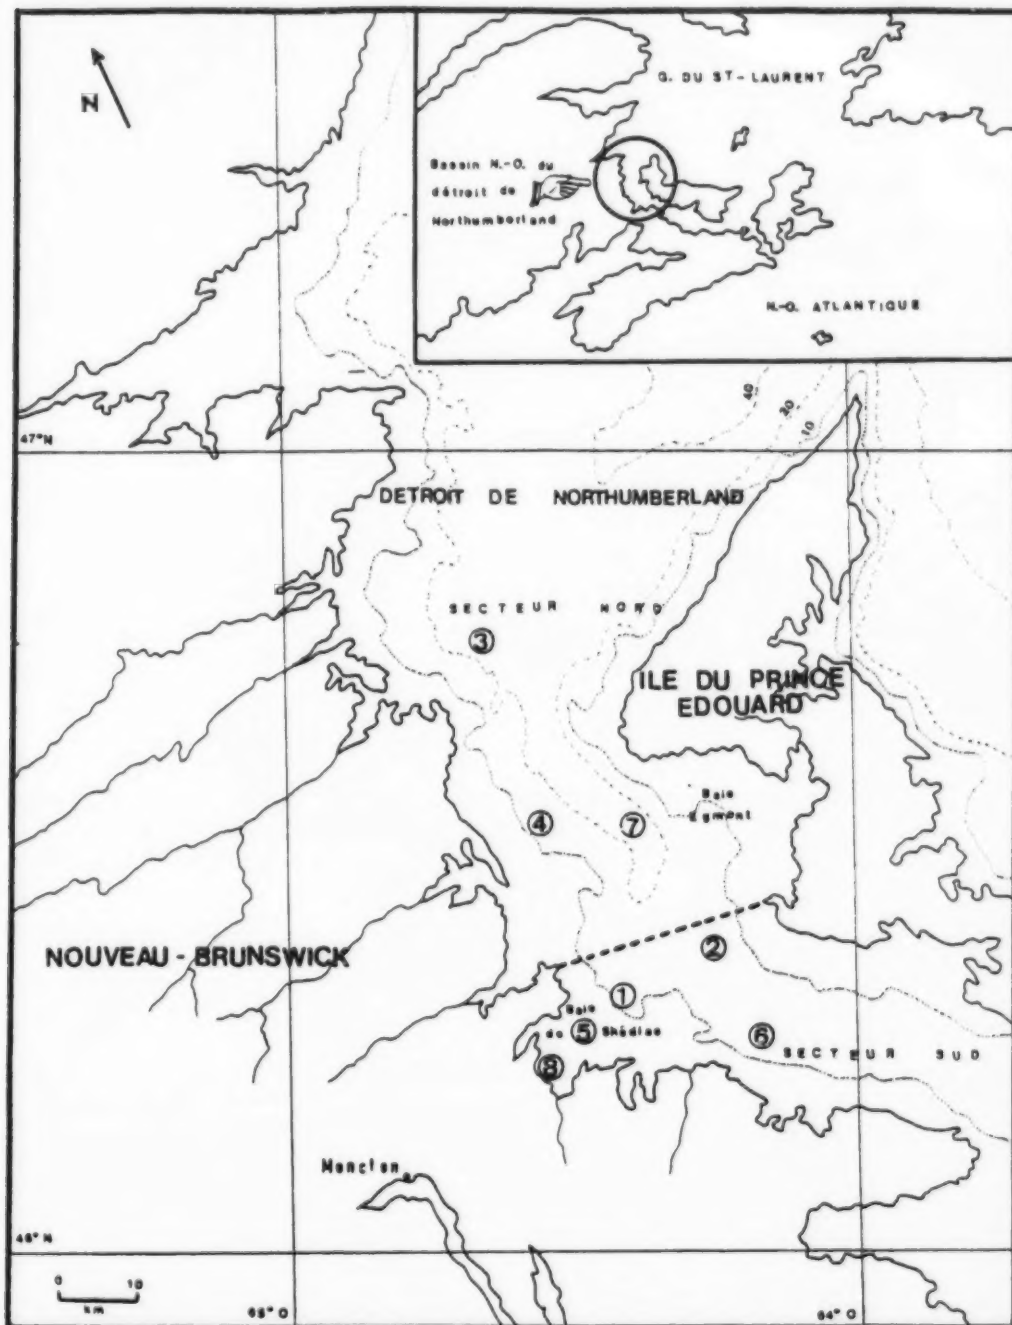 N
G. DU ST-LAURENT
Bassin N.-O. du
détroit de
Northumberland
N.-O. ATLANTIQUE
40
30
10
47° N
DETROIT DE NORTHUMBERLAND
SECTEUR NORD
3
ILE DU PRINCE
EDOUARD
Baie
Egmont
4
7
NOUVEAU-BRUNSWICK
2
1
Baie
de Shédiac
5
6
SECTEUR SUD
8
Moncton
46° N
0 10
km
65° O
64° O